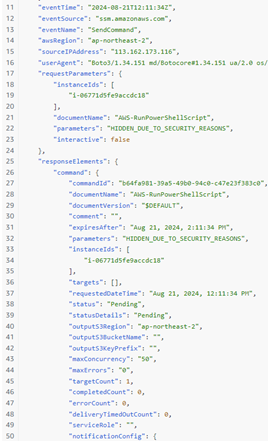 11 "eventTime": "2024-08-21T12:11:34Z",
12 "eventSource": "ssm.amazonaws.com",
13 "eventName": "SendCommand",
14 "awsRegion": "ap-northeast-2",
15 "sourceIPAddress": "113.162.173.116",
16 "userAgent": "Boto3/1.34.151 md/Botocore#1.34.151 ua/2.0 os/
17 "requestParameters": {
18 "instanceIds": [
19 "i-06771d5fe9accdc18"
20 ],
21 "documentName": "AWS-RunPowerShellScript",
22 "parameters": "HIDDEN_DUE_TO_SECURITY_REASONS",
23 "interactive": false
24 },
25 "responseElements": {
26 "command": {
27 "commandId": "b64fa981-39a5-49b0-94c0-c47e23f383c0",
28 "documentName": "AWS-RunPowerShellScript",
29 "documentVersion": "$DEFAULT",
30 "comment": "",
31 "expiresAfter": "Aug 21, 2024, 2:11:34 PM",
32 "parameters": "HIDDEN_DUE_TO_SECURITY_REASONS",
33 "instanceIds": [
34 "i-06771d5fe9accdc18"
35 ],
36 "targets": [],
37 "requestedDateTime": "Aug 21, 2024, 12:11:34 PM",
38 "status": "Pending",
39 "statusDetails": "Pending",
40 "outputS3Region": "ap-northeast-2",
41 "outputS3BucketName": "",
42 "outputS3KeyPrefix": "",
43 "maxConcurrency": "50",
44 "maxErrors": "0",
45 "targetCount": 1,
46 "completedCount": 0,
47 "errorCount": 0,
48 "deliveryTimedOutCount": 0,
49 "serviceRole": "",
50 "notificationConfig": {